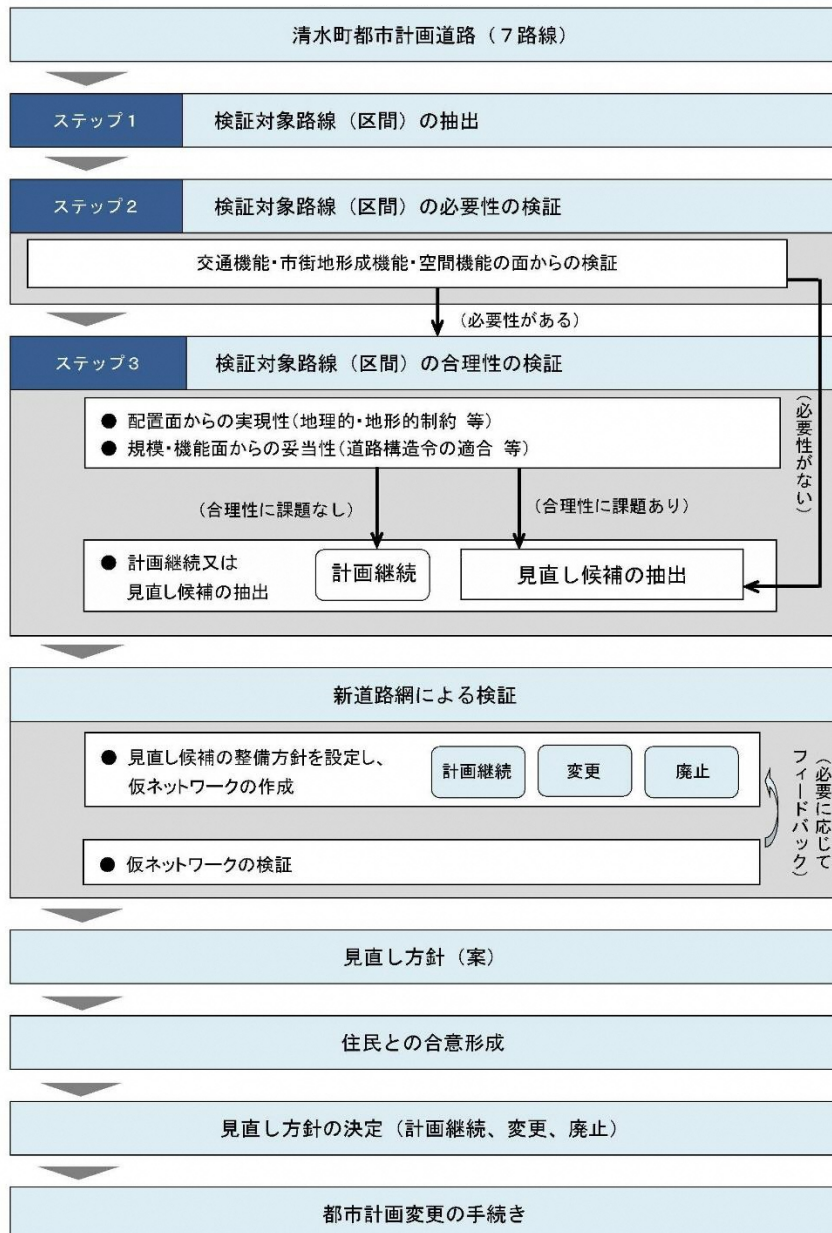 清水町都市計画道路（７路線）
ステップ１
検証対象路線（区間）の抽出
ステップ２
検証対象路線（区間）の必要性の検証
交通機能・市街地形成機能・空間機能の面からの検証
（必要性がある）
（必要性がない）
ステップ３
検証対象路線（区間）の合理性の検証
● 配置面からの実現性（地理的・地形的制約 等）
● 規模・機能面からの妥当性（道路構造令の適合 等）
（合理性に課題なし）
（合理性に課題あり）
● 計画継続又は
見直し候補の抽出
計画継続
見直し候補の抽出
新道路網による検証
● 見直し候補の整備方針を設定し、
仮ネットワークの作成
計画継続
変更
廃止
（必要に応じて
フィードバック）
● 仮ネットワークの検証
見直し方針（案）
住民との合意形成
見直し方針の決定（計画継続、変更、廃止）
都市計画変更の手続き